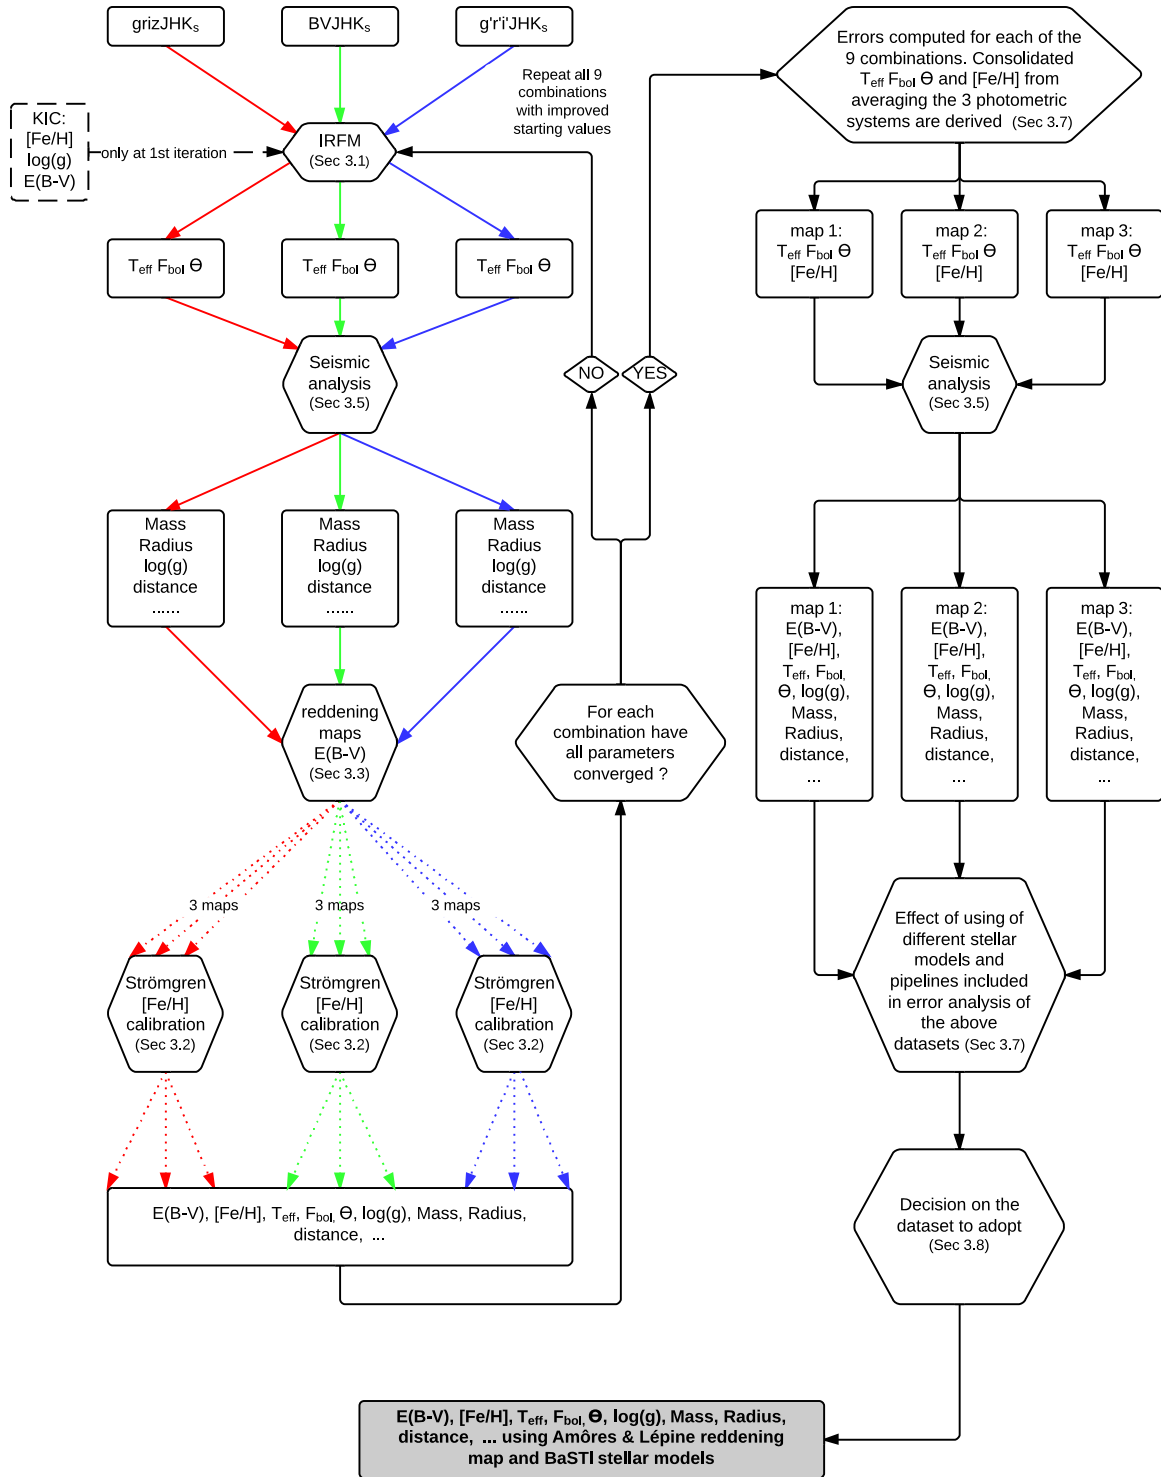 grizJHKs
BVJHKs
g'r'i'JHKs
KIC:
[Fe/H]
log(g)
E(B-V)
only at 1st iteration
IRFM
(Sec 3.1)
Repeat all 9
combinations
with improved
starting values
Teff Fbol Θ
Teff Fbol Θ
Teff Fbol Θ
Seismic
analysis
(Sec 3.5)
NO
YES
Mass
Radius
log(g)
distance
......
Mass
Radius
log(g)
distance
......
Mass
Radius
log(g)
distance
......
reddening
maps
E(B-V)
(Sec 3.3)
For each
combination have
all parameters
converged ?
3 maps
3 maps
3 maps
Strömgren
[Fe/H]
calibration
(Sec 3.2)
Strömgren
[Fe/H]
calibration
(Sec 3.2)
Strömgren
[Fe/H]
calibration
(Sec 3.2)
E(B-V), [Fe/H], Teff, Fbol, Θ, log(g), Mass, Radius,
distance, ...
Errors computed for each of the
9 combinations. Consolidated
Teff Fbol Θ and [Fe/H] from
averaging the 3 photometric
systems are derived (Sec 3.7)
map 1:
Teff Fbol Θ
[Fe/H]
map 2:
Teff Fbol Θ
[Fe/H]
map 3:
Teff Fbol Θ
[Fe/H]
Seismic
analysis
(Sec 3.5)
map 1:
E(B-V),
[Fe/H],
Teff, Fbol,
Θ, log(g),
Mass,
Radius,
distance,
...
map 2:
E(B-V),
[Fe/H],
Teff, Fbol,
Θ, log(g),
Mass,
Radius,
distance,
...
map 3:
E(B-V),
[Fe/H],
Teff, Fbol,
Θ, log(g),
Mass,
Radius,
distance,
...
Effect of using of
different stellar
models and
pipelines included
in error analysis of
the above
datasets (Sec 3.7)
Decision on the
dataset to adopt
(Sec 3.8)
E(B-V), [Fe/H], Teff, Fbol, Θ, log(g), Mass, Radius,
distance, ... using Amôres & Lépine reddening
map and BaSTI stellar models